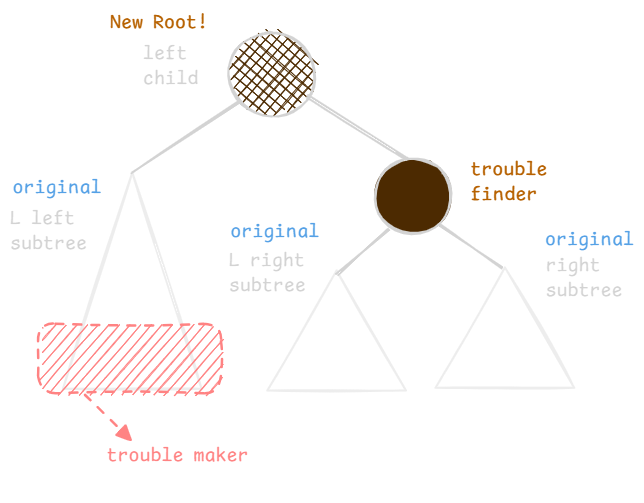 New Root!
left
child
trouble
finder
original
L left
subtree
original
L right
subtree
original
right
subtree
trouble maker